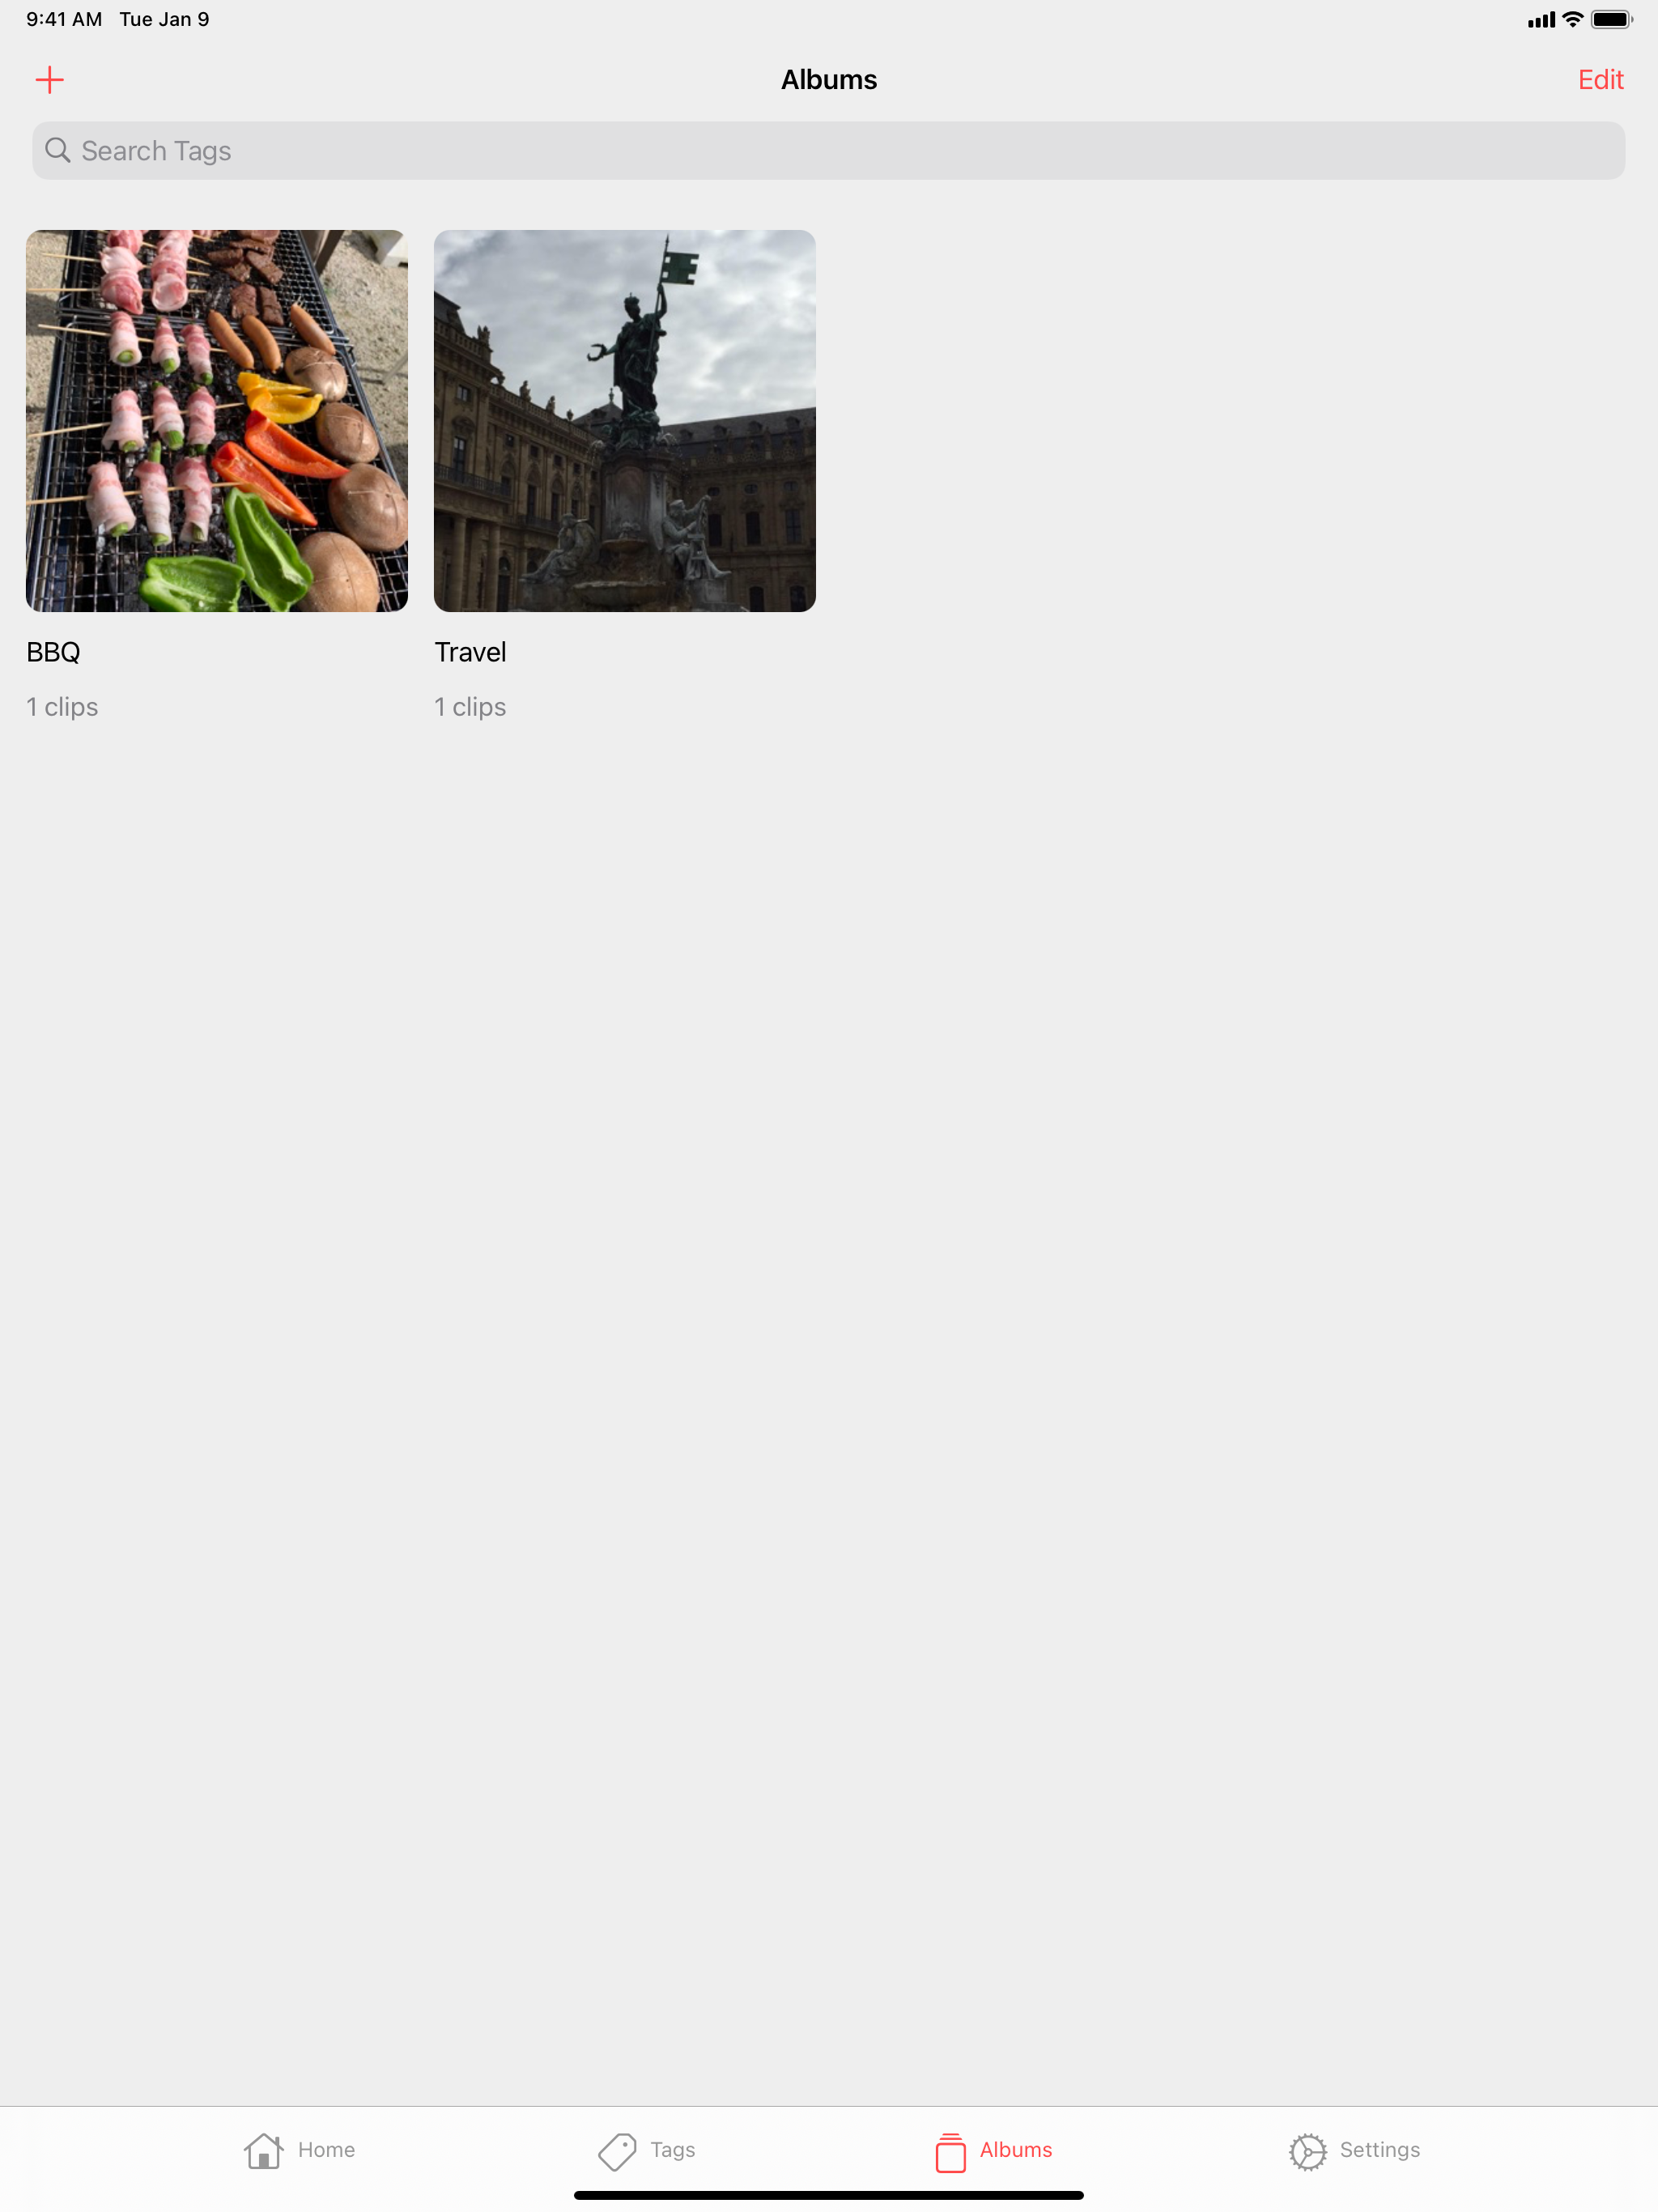 9:41 AM Tue Jan 9
Albums
Edit
Search Tags
BBQ
Travel
1 clips
1 clips
Home
Tags
Albums
Settings